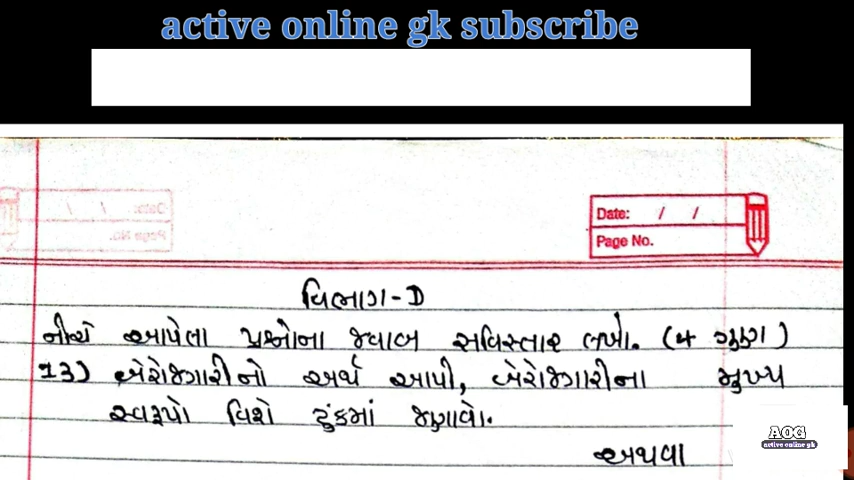 active online gk subscribe
Date: / /
Page No.
વિભાગ-D
નીચે આપેલા પ્રશ્નોના જવાબ સવિસ્તાર લખો. (4 ગુણ)
13) બેરોજગારીનો અર્થ આપી, બેરોજગારીના મુખ્ય
સ્વરૂપો વિશે ટુંકમાં જણાવો.
અથવા
AOG
active online gk